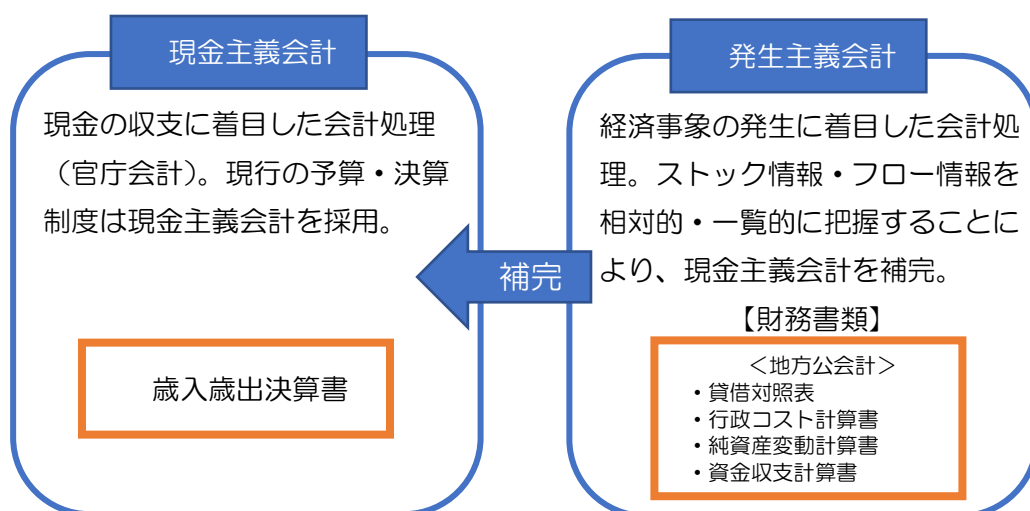 現金主義会計
現金の収支に着目した会計処理
（官庁会計）。現行の予算・決算
制度は現金主義会計を採用。
歳入歳出決算書
補完
発生主義会計
経済事象の発生に着目した会計処
理。ストック情報・フロー情報を
相対的・一覧的に把握することに
より、現金主義会計を補完。
【財務書類】
＜地方公会計＞
・貸借対照表
・行政コスト計算書
・純資産変動計算書
・資金収支計算書